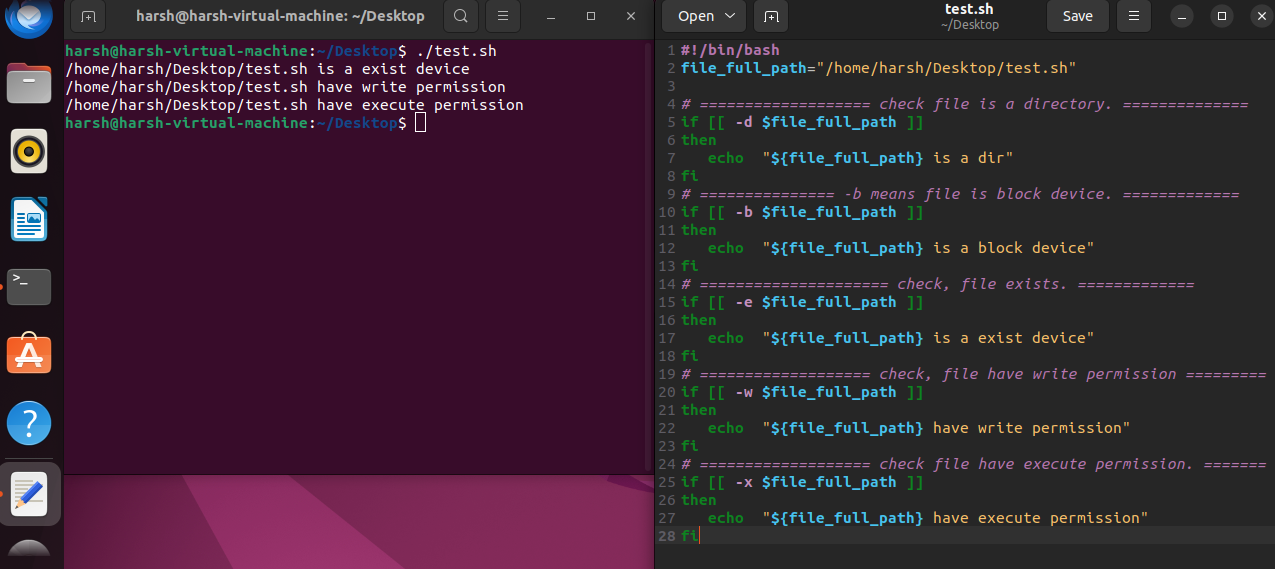 harsh@harsh-virtual-machine: ~/Desktop
harsh@harsh-virtual-machine:~/Desktop$ ./test.sh
/home/harsh/Desktop/test.sh is a exist device
/home/harsh/Desktop/test.sh have write permission
/home/harsh/Desktop/test.sh have execute permission
harsh@harsh-virtual-machine:~/Desktop$
>_
?
Open
test.sh
~/Desktop
Save
1 #!/bin/bash
2 file_full_path="/home/harsh/Desktop/test.sh"
3
4 # =================== check file is a directory. ==============
5 if [[ -d $file_full_path ]]
6 then
7    echo  "${file_full_path} is a dir"
8 fi
9 # =============== -b means file is block device. =============
10 if [[ -b $file_full_path ]]
11 then
12    echo  "${file_full_path} is a block device"
13 fi
14 # ===================== check, file exists. =============
15 if [[ -e $file_full_path ]]
16 then
17    echo  "${file_full_path} is a exist device"
18 fi
19 # =================== check, file have write permission =========
20 if [[ -w $file_full_path ]]
21 then
22    echo  "${file_full_path} have write permission"
23 fi
24 # =================== check file have execute permission. =======
25 if [[ -x $file_full_path ]]
26 then
27    echo  "${file_full_path} have execute permission"
28 fi